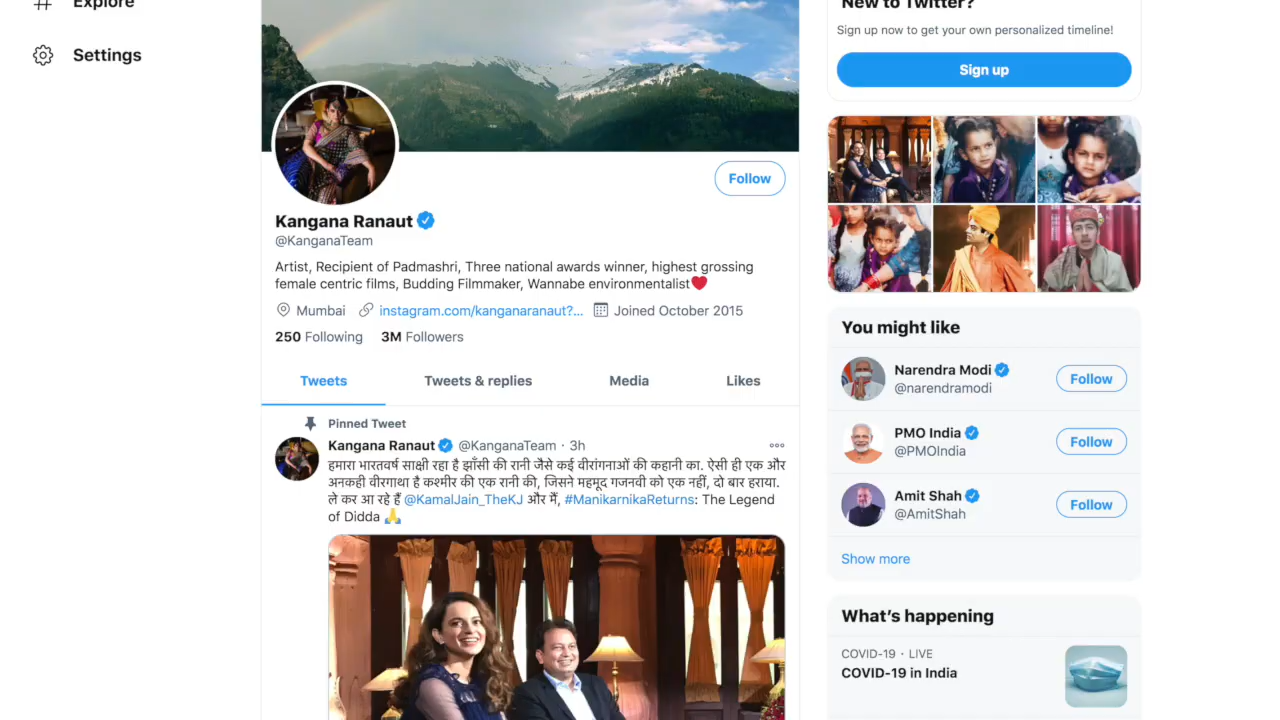 Explore
Settings
Follow
Kangana Ranaut
@KanganaTeam
Artist, Recipient of Padmashri, Three national awards winner, highest grossing
female centric films, Budding Filmmaker, Wannabe environmentalist❤️
Mumbai instagram.com/kanganaranaut?... Joined October 2015
250 Following 3M Followers
Tweets Tweets & replies Media Likes
Pinned Tweet
Kangana Ranaut @KanganaTeam · 3h
हमारा भारतवर्ष साक्षी रहा है झाँसी की रानी जैसे कई वीरांगनाओं की कहानी का. ऐसी ही एक और
अनकही वीरगाथा है कश्मीर की एक रानी की, जिसने महमूद गजनवी को एक नहीं, दो बार हराया.
ले कर आ रहे हैं @KamalJain_TheKJ और मैं, #ManikarnikaReturns: The Legend
of Didda 🙏
New to Twitter?
Sign up now to get your own personalized timeline!
Sign up
You might like
Narendra Modi
@narendramodi
Follow
PMO India
@PMOIndia
Follow
Amit Shah
@AmitShah
Follow
Show more
What's happening
COVID-19 · LIVE
COVID-19 in India